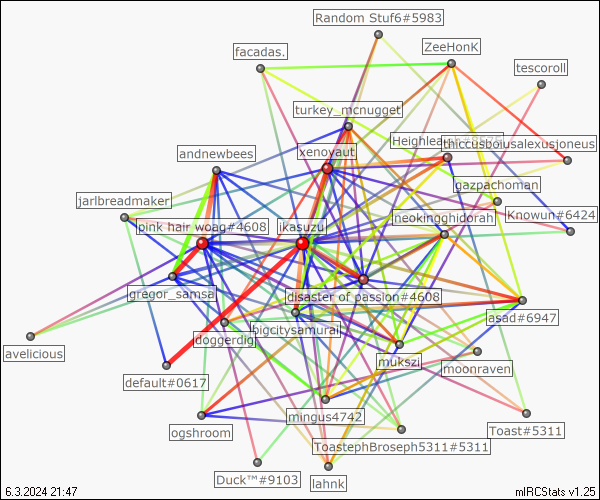 Random Stuf6#5983
ZeeHonK
facadas.
tescoroll
turkey_mcnugget
thiccusboiusalexusjoneus
andnewbees
xenoyaut
gazpachoman
jarlbreadmaker
neokingghidorah
Knowun#6424
pink hair woag#4608
ikasuzu
gregor_samsa
disaster of passion#4608
asad#6947
doggerdig
bigcitysamurai
avelicious
mukszi
moonraven
default#0617
mingus4742
ogshroom
Toast#5311
ToastephBroseph5311#5311
Duck™#9103
lahnk
6.3.2024 21:47
mIRCStats v1.25